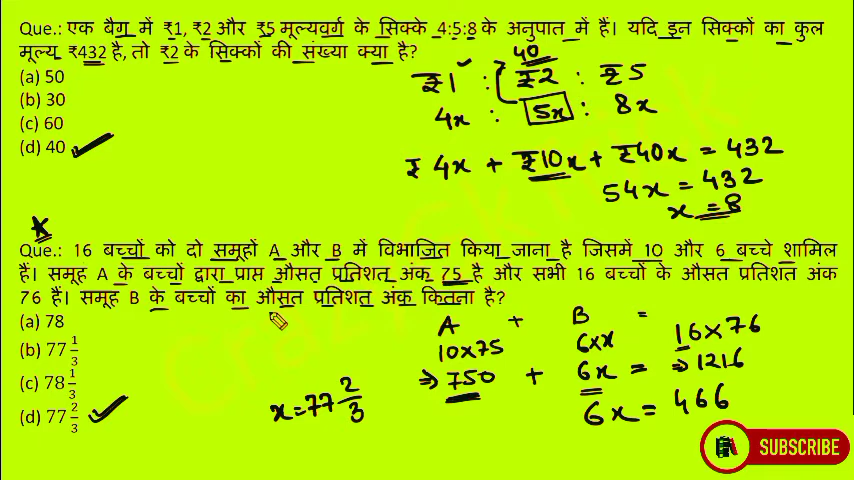 Que.: एक बैग में ₹1, ₹2 और ₹5 मूल्यवर्ग के सिक्के 4:5:8 के अनुपात में हैं। यदि इन सिक्कों का कुल
मूल्य ₹432 है, तो ₹2 के सिक्कों की संख्या क्या है?
(a) 50
(b) 30
(c) 60
(d) 40
40
₹1 : ₹2 : ₹5
4x : 5x : 8x
₹4x + ₹10x + ₹40x = 432
54x = 432
x = 8
Que.: 16 बच्चों को दो समूहों A और B में विभाजित किया जाना है जिसमें 10 और 6 बच्चे शामिल
हैं। समूह A के बच्चों द्वारा प्राप्त औसत प्रतिशत अंक 75 है और सभी 16 बच्चों के औसत प्रतिशत अंक
76 हैं। समूह B के बच्चों का औसत प्रतिशत अंक कितना है?
(a) 78
(b) 77 1/3
(c) 78 1/3
(d) 77 2/3
A + B =
10×75 6×x 16×76
⇒ 750 + 6x = ⇒ 1216
6x = 466
x = 77 2/3
SUBSCRIBE